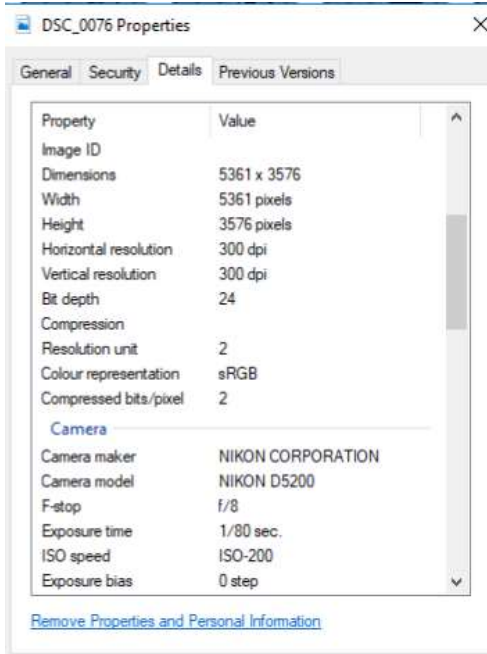 DSC_0076 Properties
General Security Details Previous Versions
Property Value
Image ID
Dimensions 5361 x 3576
Width 5361 pixels
Height 3576 pixels
Horizontal resolution 300 dpi
Vertical resolution 300 dpi
Bit depth 24
Compression
Resolution unit 2
Colour representation sRGB
Compressed bits/pixel 2
Camera
Camera maker NIKON CORPORATION
Camera model NIKON D5200
F-stop f/8
Exposure time 1/80 sec.
ISO speed ISO-200
Exposure bias 0 step
Remove Properties and Personal Information